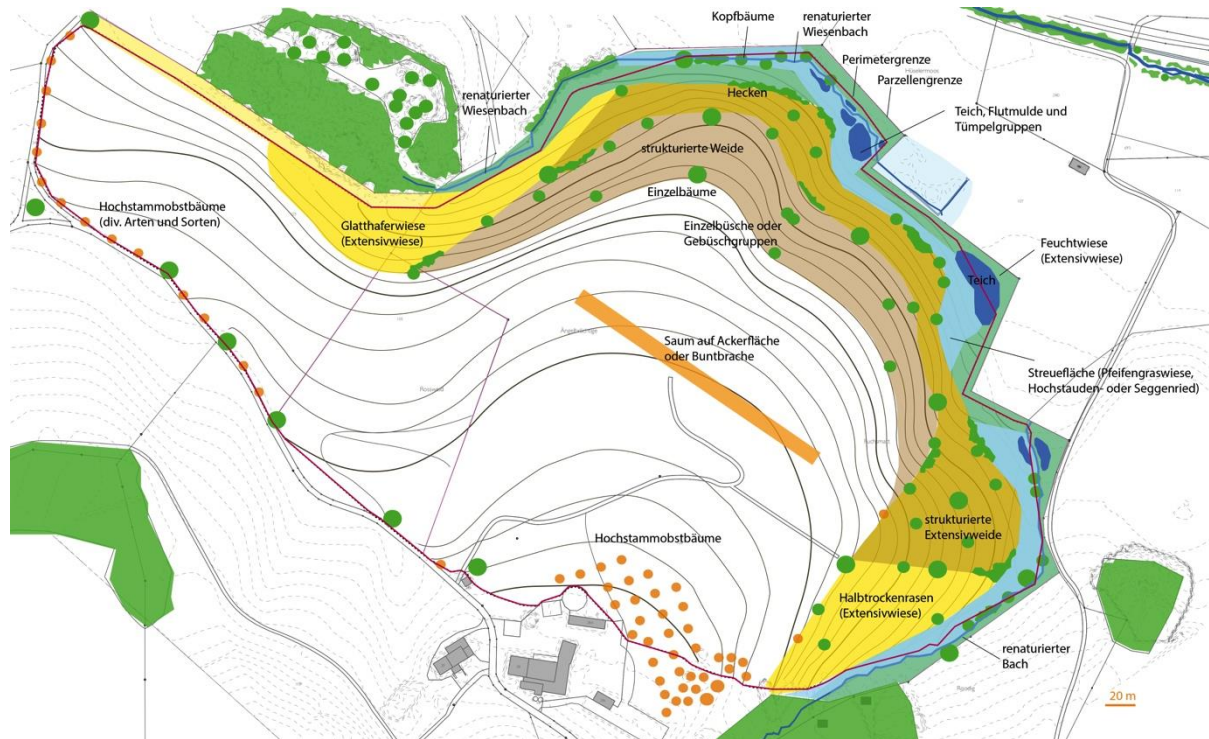 Kopfbäume
renaturierter
Wiesenbach
Perimetergrenze
Parzellengrenze
renaturierter
Wiesenbach
Hecken
Teich, Flutmulde und
Tümpelgruppen
strukturierte Weide
Hochstammobstbäume
(div. Arten und Sorten)
Einzelbäume
Glatthaferwiese
(Extensivwiese)
Einzelbüsche oder
Gebüschgruppen
Feuchtwiese
(Extensivwiese)
Teich
Saum auf Ackerfläche
oder Buntbrache
Streuefläche (Pfeifengraswiese,
Hochstauden- oder Seggenried)
strukturierte
Extensivweide
Hochstammobstbäume
Halbtrockenrasen
(Extensivwiese)
renaturierter
Bach
20 m